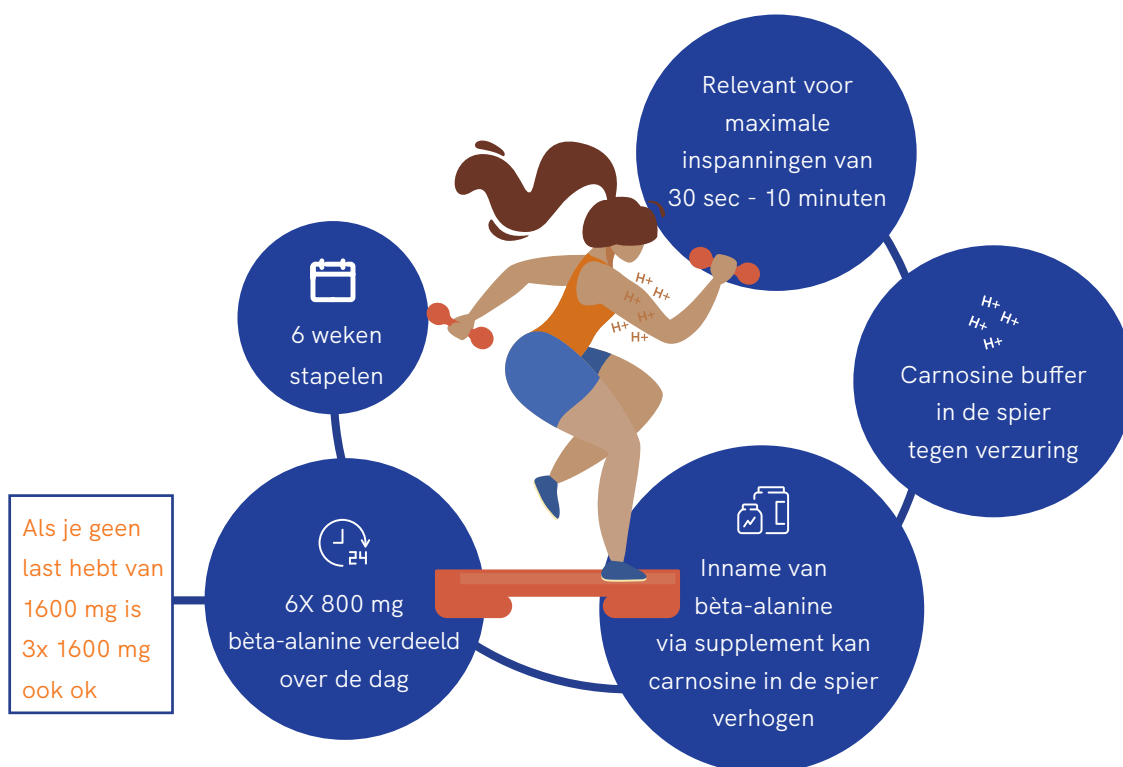 Relevant voor
maximale
inspanningen van
30 sec - 10 minuten
H+
H+
H+
H+
Carnosine buffer
in de spier
tegen verzuring
Inname van
bèta-alanine
via supplement kan
carnosine in de spier
verhogen
24
6X 800 mg
bèta-alanine verdeeld
over de dag
Als je geen
last hebt van
1600 mg is
3x 1600 mg
ook ok
6 weken
stapelen
H+
H+
H+
H+
H+
H+